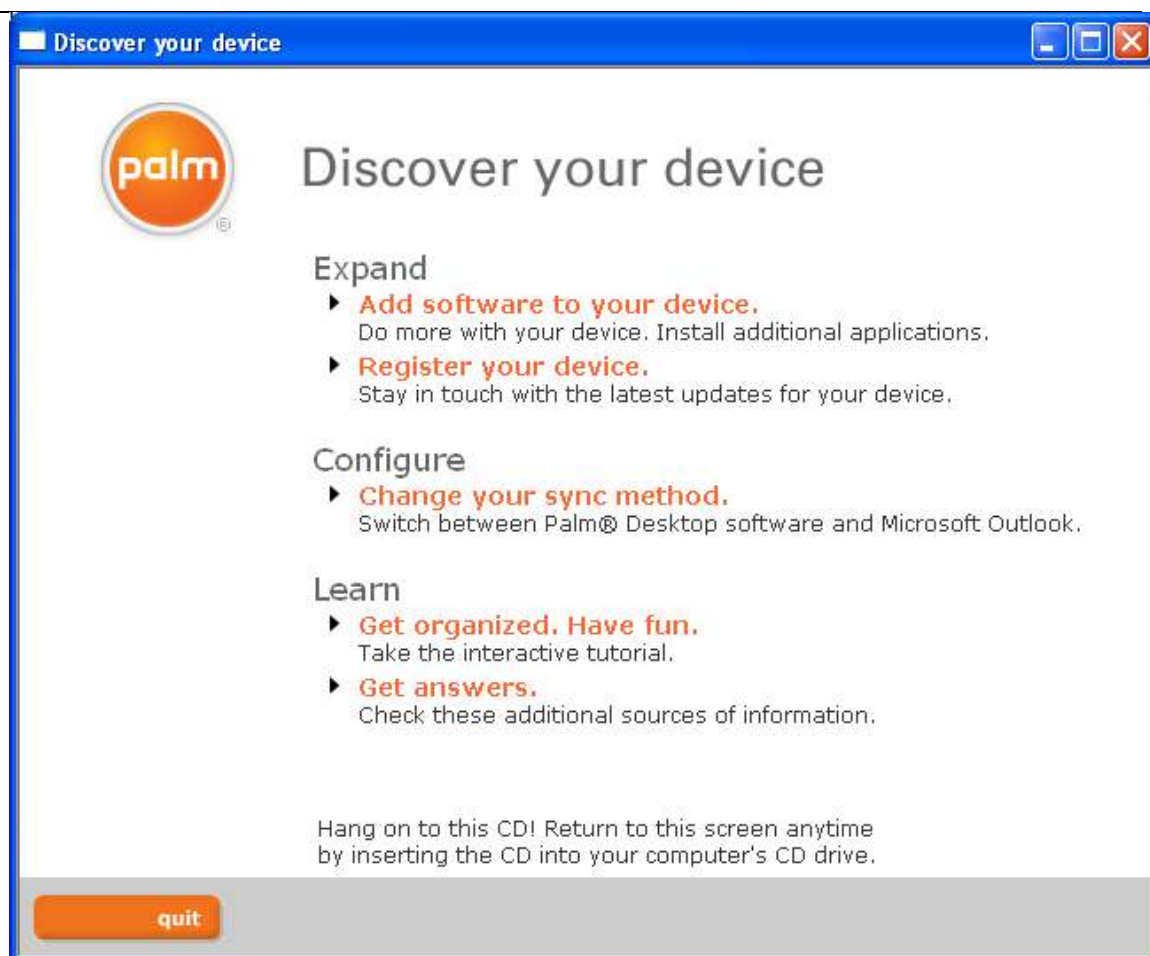 Discover your device
palm
®
Discover your device
Expand
Add software to your device.
Do more with your device. Install additional applications.
Register your device.
Stay in touch with the latest updates for your device.
Configure
Change your sync method.
Switch between Palm® Desktop software and Microsoft Outlook.
Learn
Get organized. Have fun.
Take the interactive tutorial.
Get answers.
Check these additional sources of information.
Hang on to this CD! Return to this screen anytime
by inserting the CD into your computer's CD drive.
quit